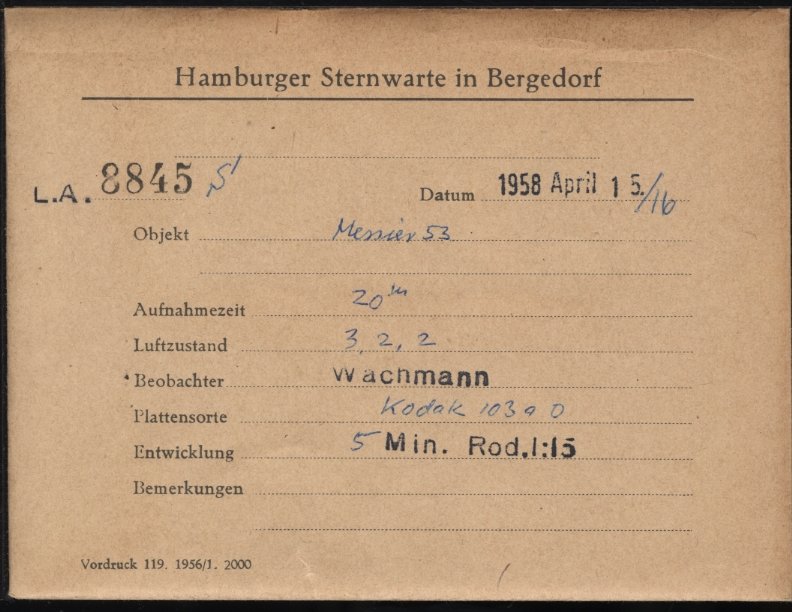 Hamburger Sternwarte in Bergedorf
L.A. 8845 S'
Datum 1958 April 15./16
Objekt Messier 53
Aufnahmezeit 20ᵐ
Luftzustand 3, 2, 2
Beobachter Wachmann
Plattensorte Kodak 103 a O
Entwicklung 5 Min. Rod.1:15
Bemerkungen
Vordruck 119. 1956/1. 2000